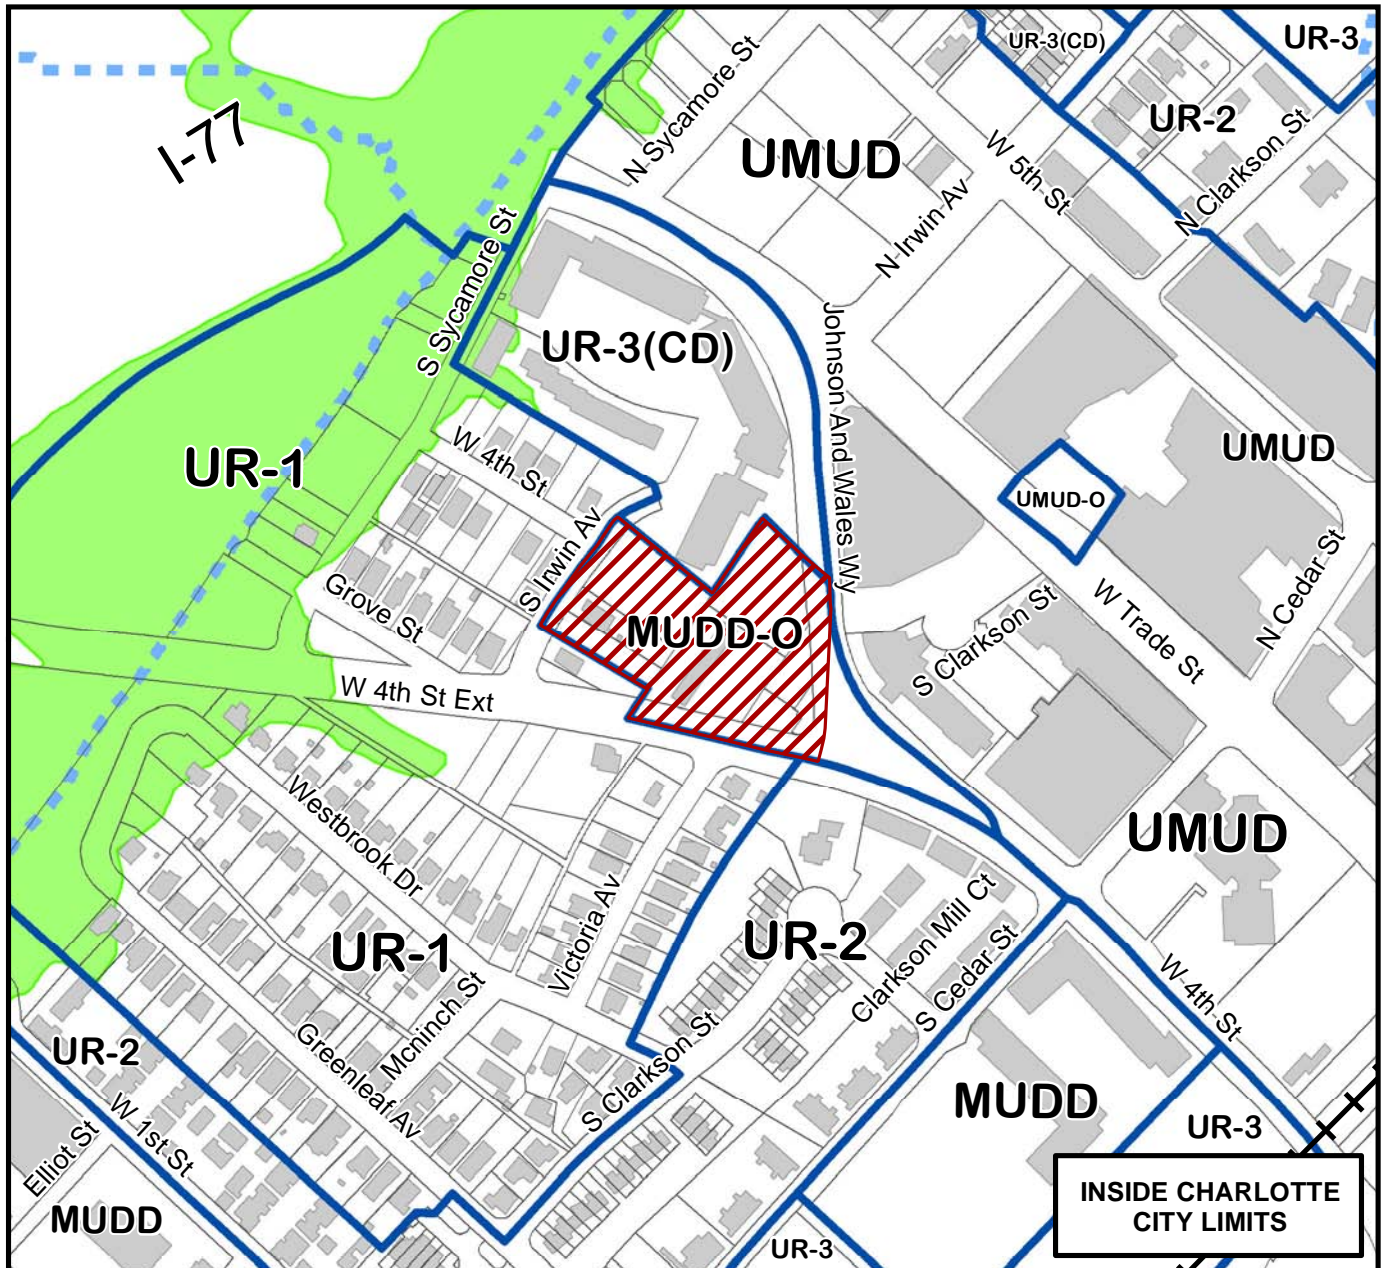 UR-3(CD)
UR-3
UR-2
I-77
N Sycamore St
UMUD
W 5th St
N Clarkson St
N Irwin Av
S Sycamore St
UR-3(CD)
Johnson And Wales Wy
UR-1
W 4th St
UMUD
UMUD-O
S Irwin Av
Grove St
MUDD-O
S Clarkson St
W Trade St
N Cedar St
W 4th St Ext
Westbrook Dr
UMUD
Victoria Av
UR-1
UR-2
Clarkson Mill Ct
S Cedar St
W 4th St
Mcninch St
Greenleaf Av
S Clarkson St
UR-2
W 1st St
Elliot St
MUDD
MUDD
UR-3
INSIDE CHARLOTTE
CITY LIMITS
UR-3